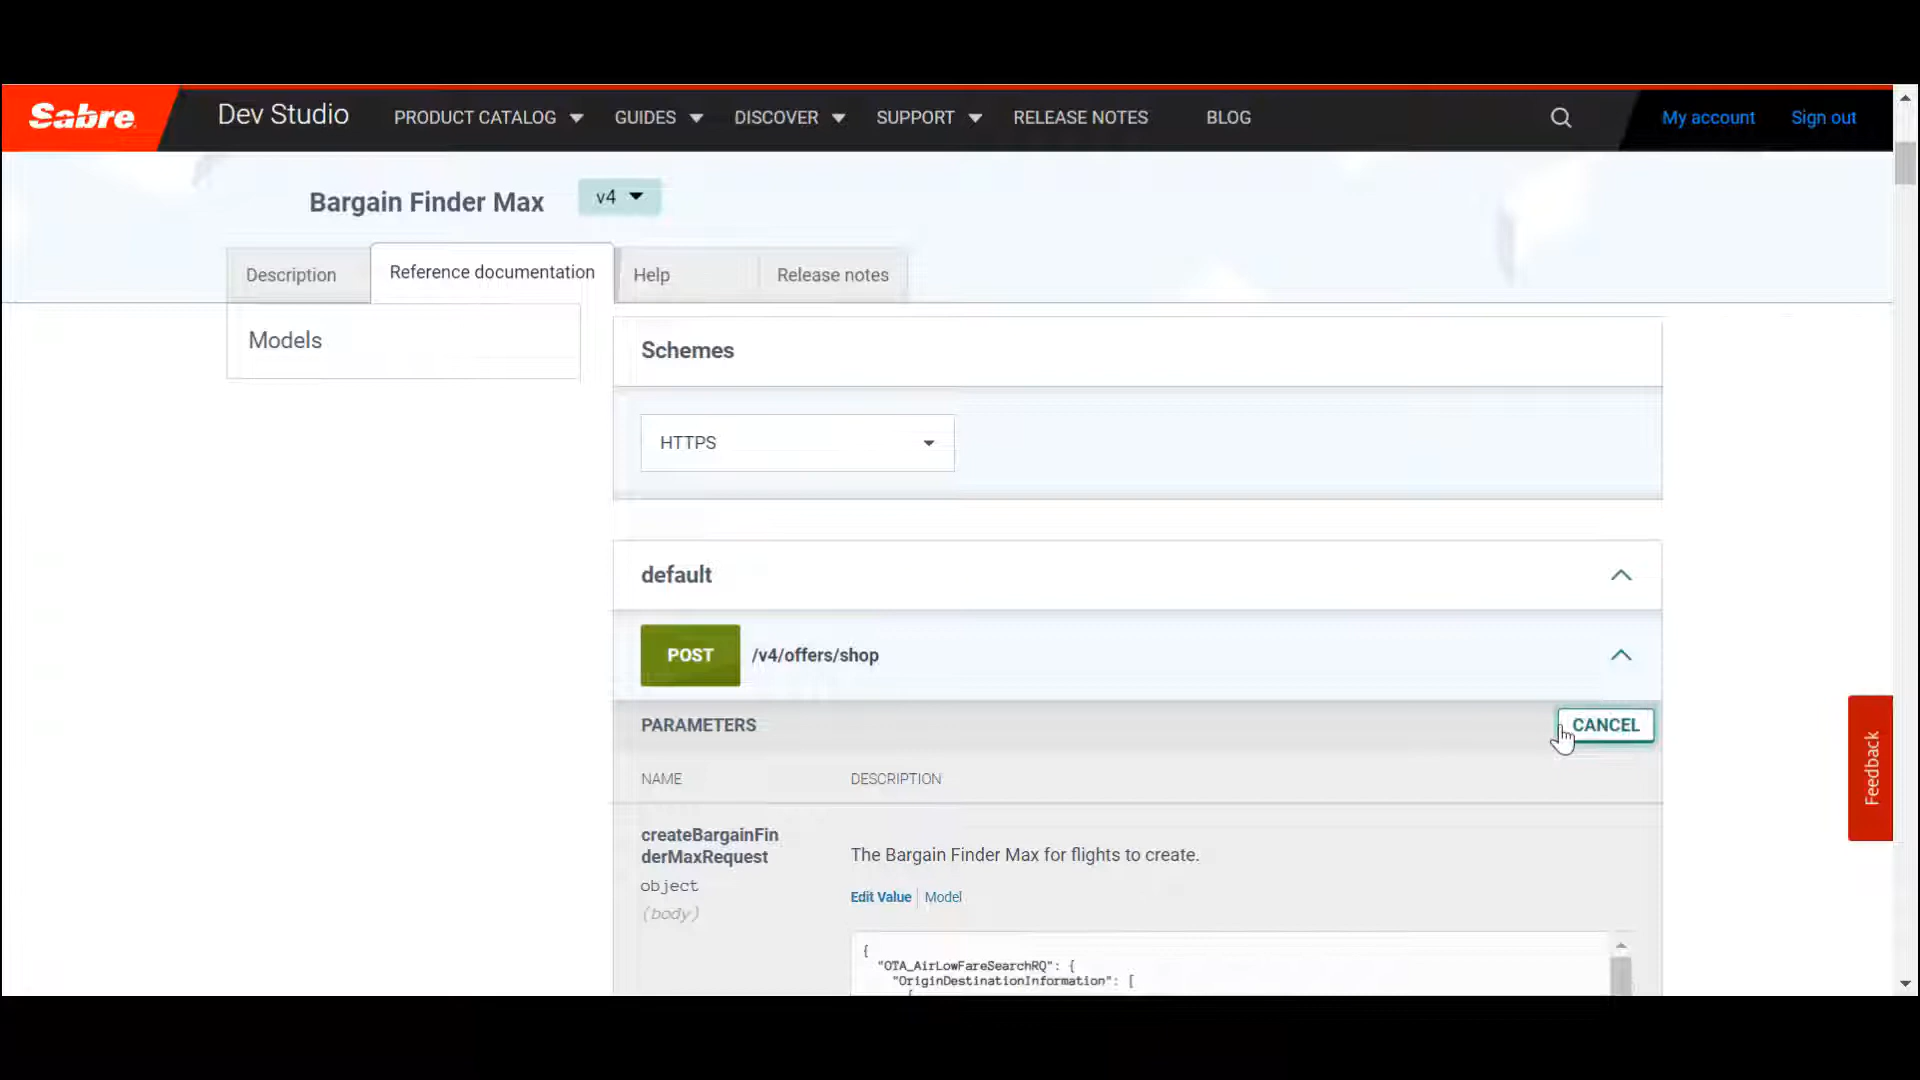 Sabre
Dev Studio
PRODUCT CATALOG
GUIDES
DISCOVER
SUPPORT
RELEASE NOTES
BLOG
My account
Sign out
Bargain Finder Max
v4
Description
Reference documentation
Help
Release notes
Models
Schemes
HTTPS
default
POST
/v4/offers/shop
PARAMETERS
CANCEL
NAME
DESCRIPTION
createBargainFin
derMaxRequest
object
(body)
The Bargain Finder Max for flights to create.
Edit Value
Model
{
"OTA_AirLowFareSearchRQ": {
"OriginDestinationInformation": [
{
Feedback